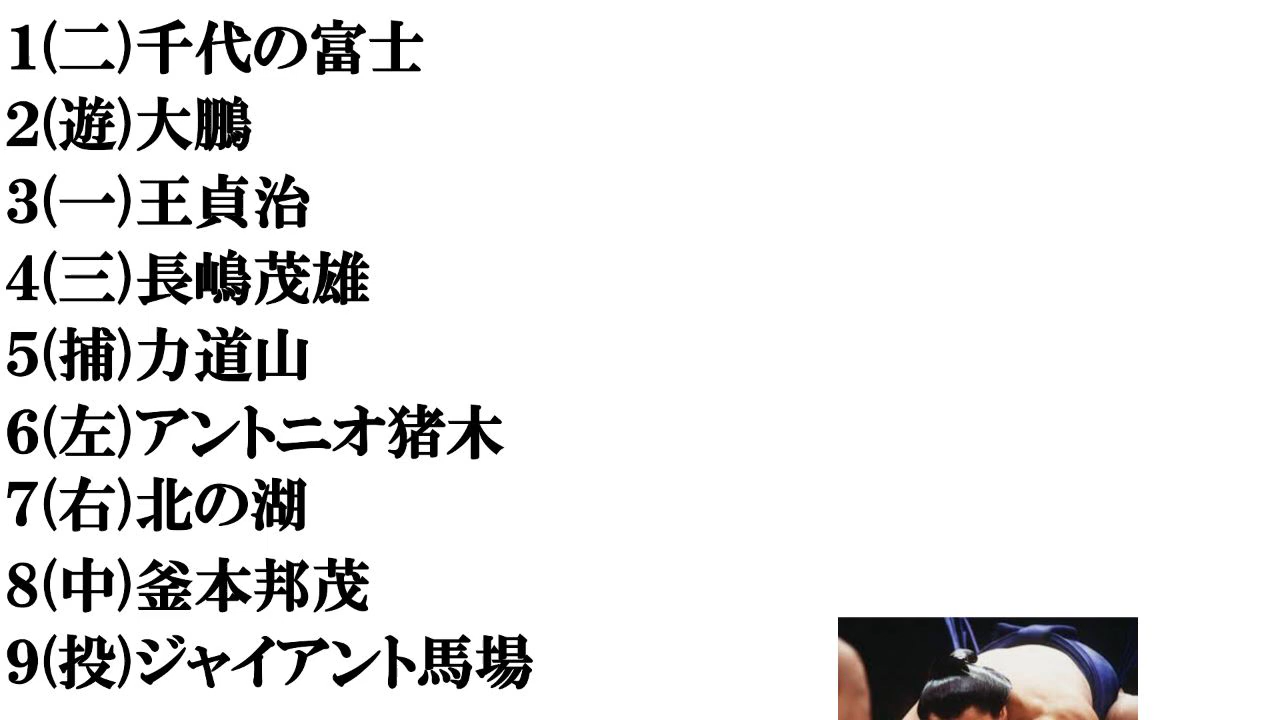 1(二)千代の富士
2(遊)大鵬
3(一)王貞治
4(三)長嶋茂雄
5(捕)力道山
6(左)アントニオ猪木
7(右)北の湖
8(中)釜本邦茂
9(投)ジャイアント馬場